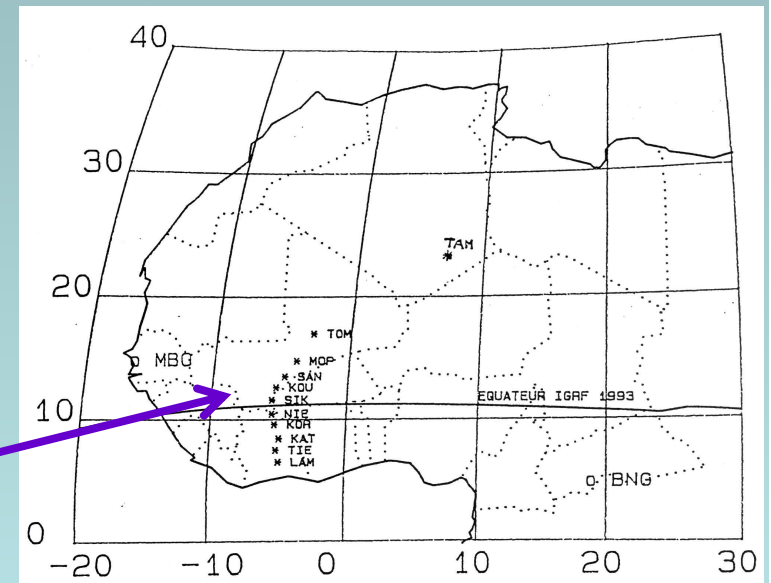 40
30
TAM
20
TOM
MBC
MOP
SAN
KOU
SIK
EQUATEUR IGRF 1993
10
NIE
KOR
KAT
TIE
LAM
BNG
0
-20 -10 0 10 20 30